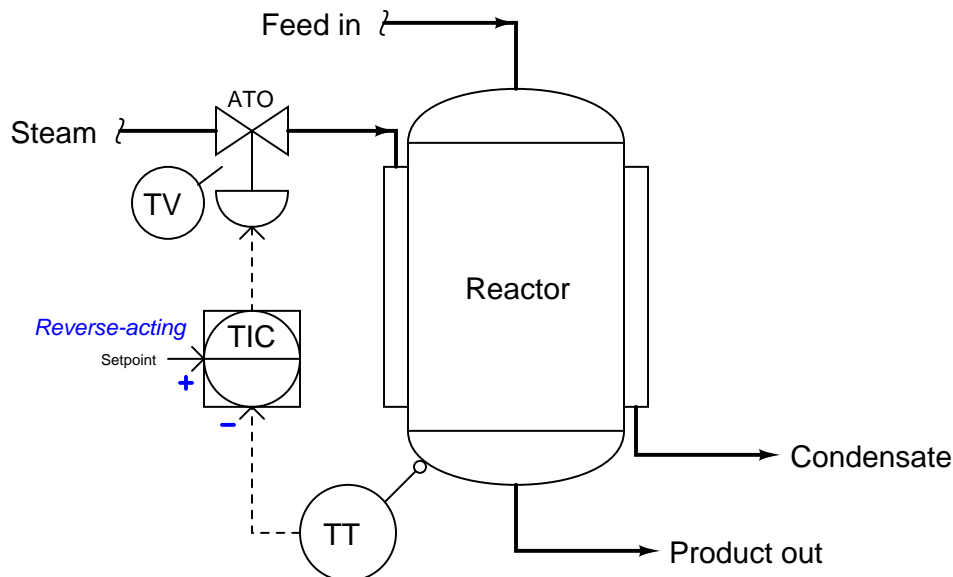 Feed in
ATO
Steam
TV
Reactor
Reverse-acting
TIC
Setpoint
+
−
Condensate
TT
Product out